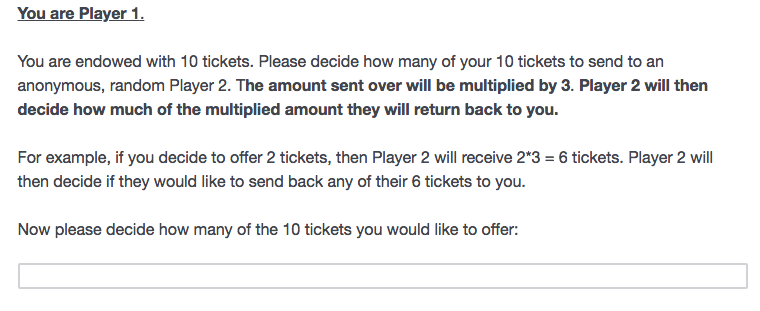 You are Player 1.
You are endowed with 10 tickets. Please decide how many of your 10 tickets to send to an
anonymous, random Player 2. The amount sent over will be multiplied by 3. Player 2 will then
decide how much of the multiplied amount they will return back to you.
For example, if you decide to offer 2 tickets, then Player 2 will receive 2*3 = 6 tickets. Player 2 will
then decide if they would like to send back any of their 6 tickets to you.
Now please decide how many of the 10 tickets you would like to offer: